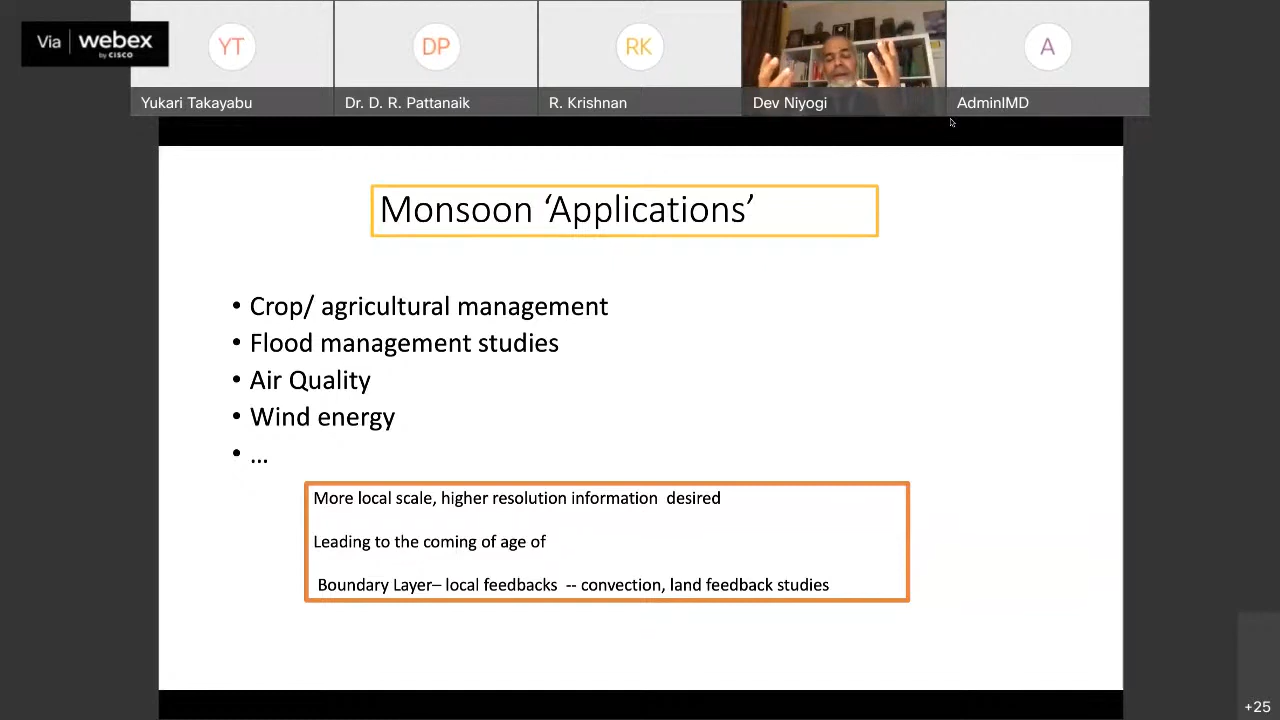 Via webex
by CISCO
YT
DP
RK
A
Yukari Takayabu
Dr. D. R. Pattanaik
R. Krishnan
Dev Niyogi
AdminIMD
Monsoon ‘Applications’
• Crop/ agricultural management
• Flood management studies
• Air Quality
• Wind energy
• ...
More local scale, higher resolution information desired
Leading to the coming of age of
Boundary Layer– local feedbacks -- convection, land feedback studies
+25